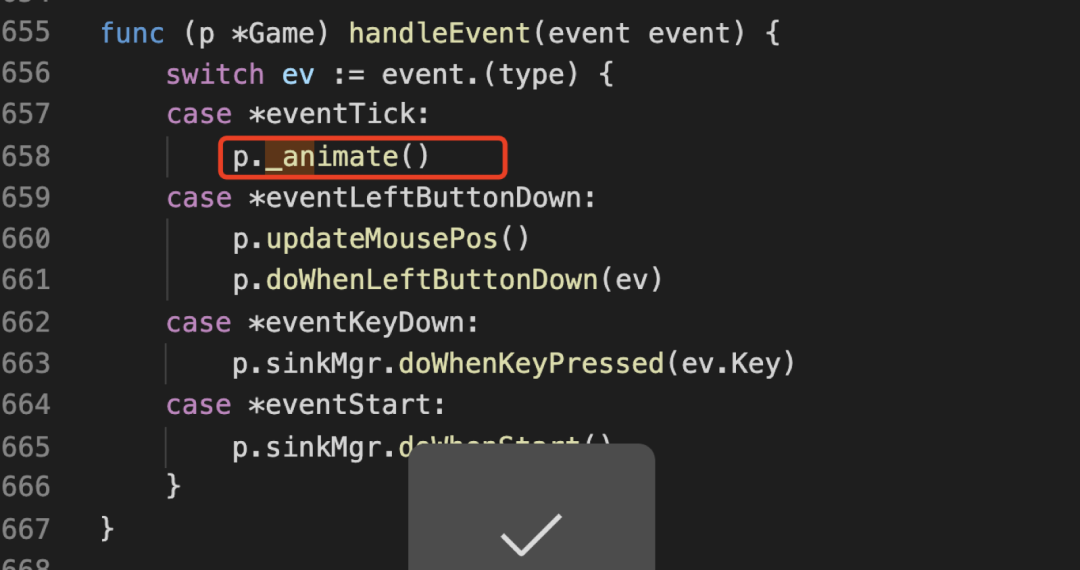 655 func (p *Game) handleEvent(event event) {
656 switch ev := event.(type) {
657 case *eventTick:
658 p._animate()
659 case *eventLeftButtonDown:
660 p.updateMousePos()
661 p.doWhenLeftButtonDown(ev)
662 case *eventKeyDown:
663 p.sinkMgr.doWhenKeyPressed(ev.Key)
664 case *eventStart:
665 p.sinkMgr.doWhenStart()
666 }
667 }
668